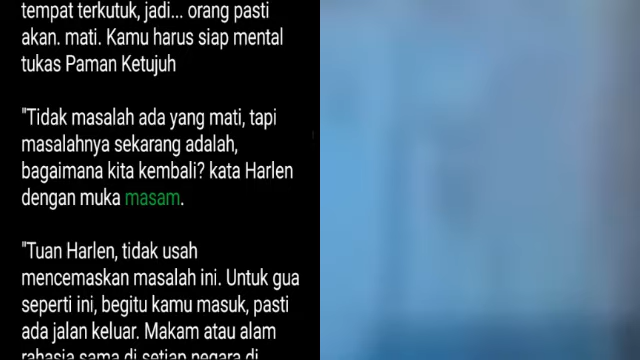 tempat terkutuk, jadi... orang pasti
akan. mati. Kamu harus siap mental
tukas Paman Ketujuh
"Tidak masalah ada yang mati, tapi
masalahnya sekarang adalah,
bagaimana kita kembali? kata Harlen
dengan muka masam.
"Tuan Harlen, tidak usah
mencemaskan masalah ini. Untuk gua
seperti ini, begitu kamu masuk, pasti
ada jalan keluar. Makam atau alam
rahasia sama di setiap negara di